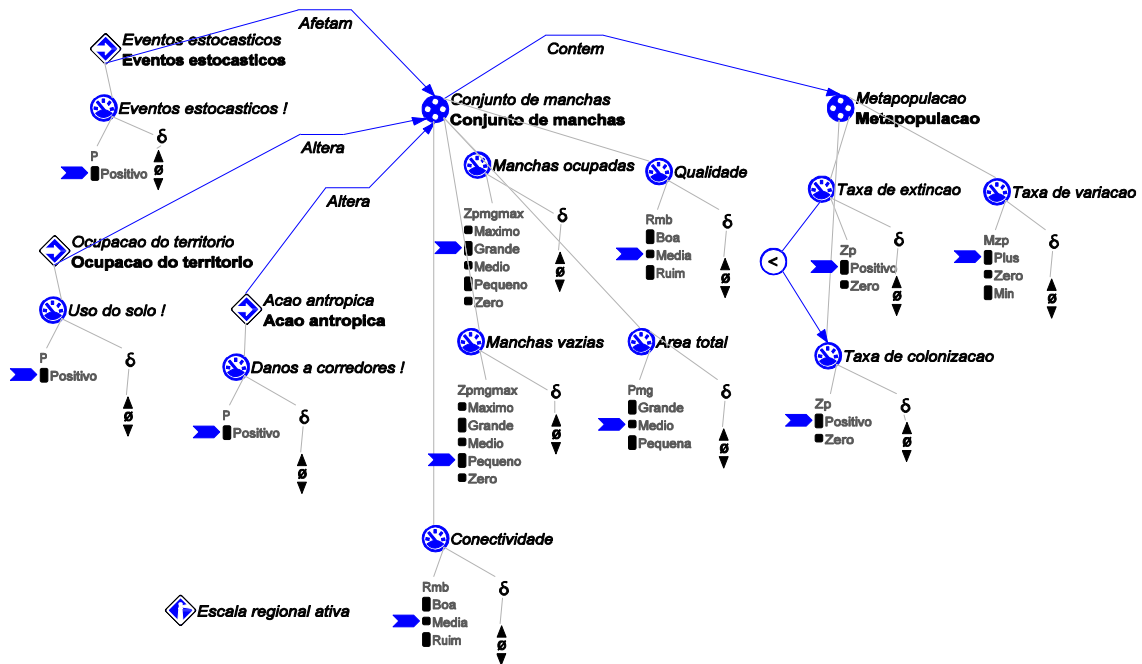 Afetam
Contem
Eventos estocasticos
Eventos estocasticos
Eventos estocasticos !
δ
P
Positivo
ø
Altera
Altera
Conjunto de manchas
Conjunto de manchas
Metapopulacao
Metapopulacao
Manchas ocupadas
δ
Zpmgmax
Maximo
Grande
Medio
Pequeno
Zero
ø
Qualidade
δ
Rmb
Boa
Media
Ruim
ø
Taxa de extincao
δ
Zp
Positivo
Zero
ø
Taxa de variacao
δ
Mzp
Plus
Zero
Min
ø
<
Ocupacao do territorio
Ocupacao do territorio
Uso do solo !
δ
P
Positivo
ø
Acao antropica
Acao antropica
Danos a corredores !
δ
P
Positivo
ø
Manchas vazias
δ
Zpmgmax
Maximo
Grande
Medio
Pequeno
Zero
ø
Area total
δ
Pmg
Grande
Medio
Pequena
ø
Taxa de colonizacao
δ
Zp
Positivo
Zero
ø
Conectividade
δ
Rmb
Boa
Media
Ruim
ø
Escala regional ativa